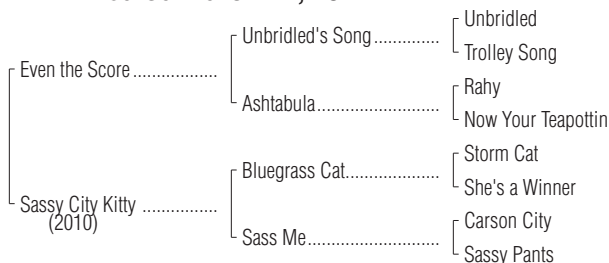 Unbridled
Unbridled's Song
Trolley Song
Even the Score
Rahy
Ashtabula
Now Your Teapottin
Storm Cat
Bluegrass Cat
She's a Winner
Sassy City Kitty
(2010)
Carson City
Sass Me
Sassy Pants